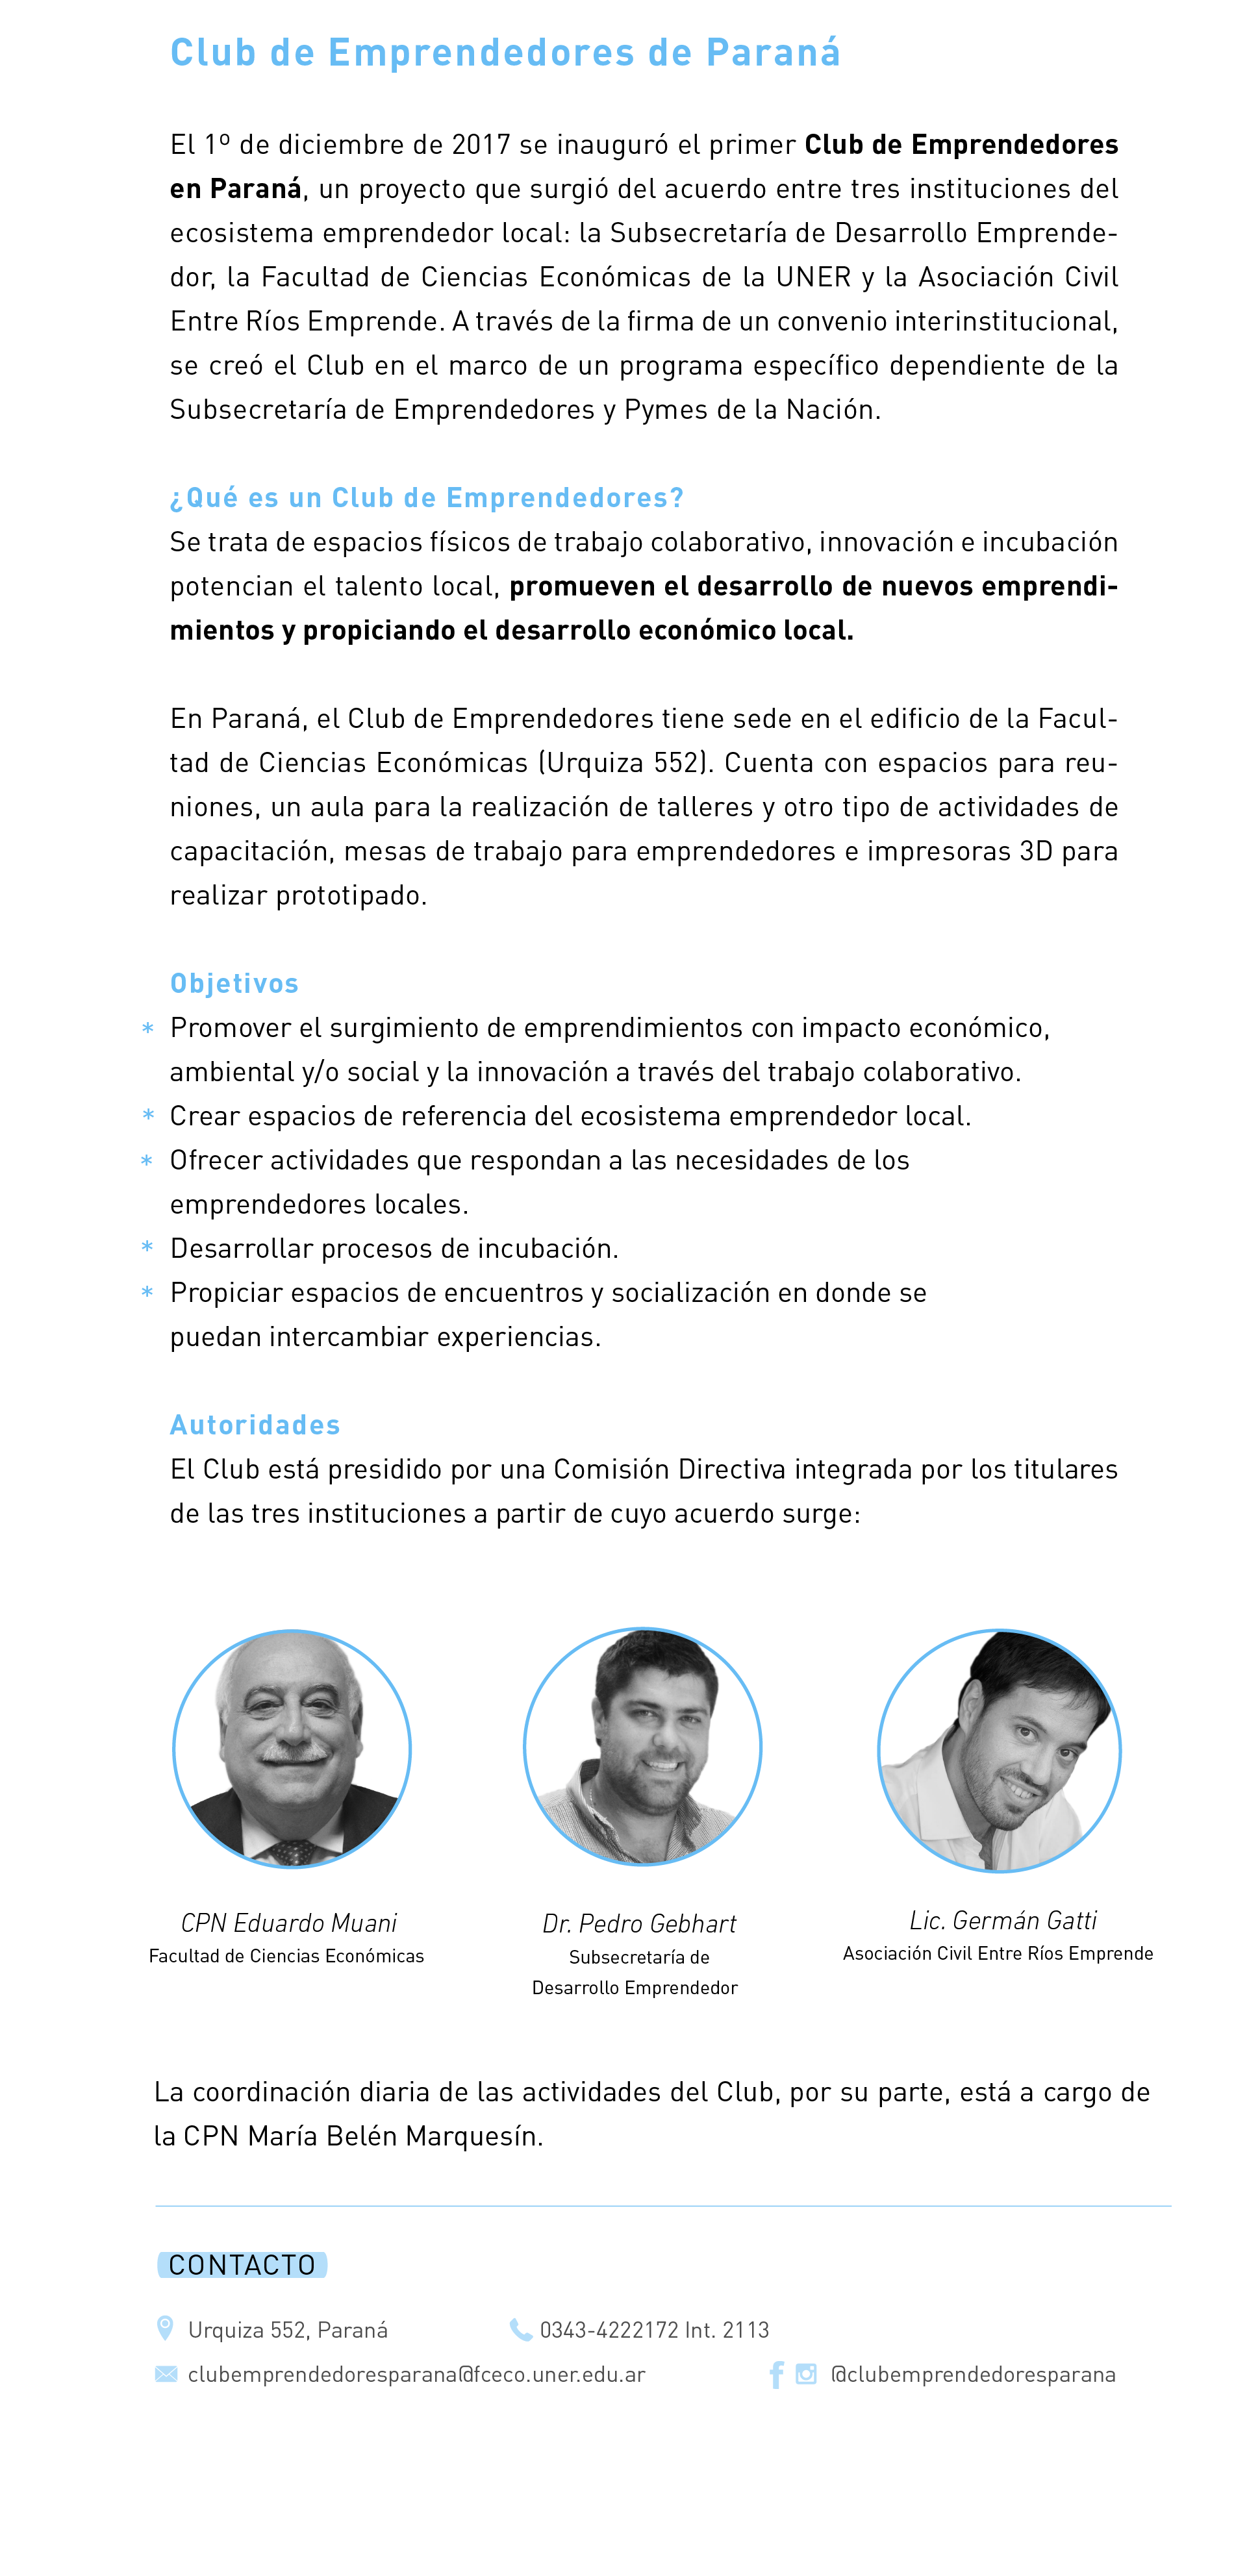 Club de Emprendedores de Paraná
El 1º de diciembre de 2017 se inauguró el primer Club de Emprendedores
en Paraná, un proyecto que surgió del acuerdo entre tres instituciones del
ecosistema emprendedor local: la Subsecretaría de Desarrollo Emprende-
dor, la Facultad de Ciencias Económicas de la UNER y la Asociación Civil
Entre Ríos Emprende. A través de la firma de un convenio interinstitucional,
se creó el Club en el marco de un programa específico dependiente de la
Subsecretaría de Emprendedores y Pymes de la Nación.
¿Qué es un Club de Emprendedores?
Se trata de espacios físicos de trabajo colaborativo, innovación e incubación
potencian el talento local, promueven el desarrollo de nuevos emprendi-
mientos y propiciando el desarrollo económico local.
En Paraná, el Club de Emprendedores tiene sede en el edificio de la Facul-
tad de Ciencias Económicas (Urquiza 552). Cuenta con espacios para reu-
niones, un aula para la realización de talleres y otro tipo de actividades de
capacitación, mesas de trabajo para emprendedores e impresoras 3D para
realizar prototipado.
Objetivos
* Promover el surgimiento de emprendimientos con impacto económico,
ambiental y/o social y la innovación a través del trabajo colaborativo.
* Crear espacios de referencia del ecosistema emprendedor local.
* Ofrecer actividades que respondan a las necesidades de los
emprendedores locales.
* Desarrollar procesos de incubación.
* Propiciar espacios de encuentros y socialización en donde se
puedan intercambiar experiencias.
Autoridades
El Club está presidido por una Comisión Directiva integrada por los titulares
de las tres instituciones a partir de cuyo acuerdo surge:
CPN Eduardo Muani
Facultad de Ciencias Económicas
Dr. Pedro Gebhart
Subsecretaría de
Desarrollo Emprendedor
Lic. Germán Gatti
Asociación Civil Entre Ríos Emprende
La coordinación diaria de las actividades del Club, por su parte, está a cargo de
la CPN María Belén Marquesín.
CONTACTO
Urquiza 552, Paraná
0343-4222172 Int. 2113
clubemprendedoresparana@fceco.uner.edu.ar
@clubemprendedoresparana